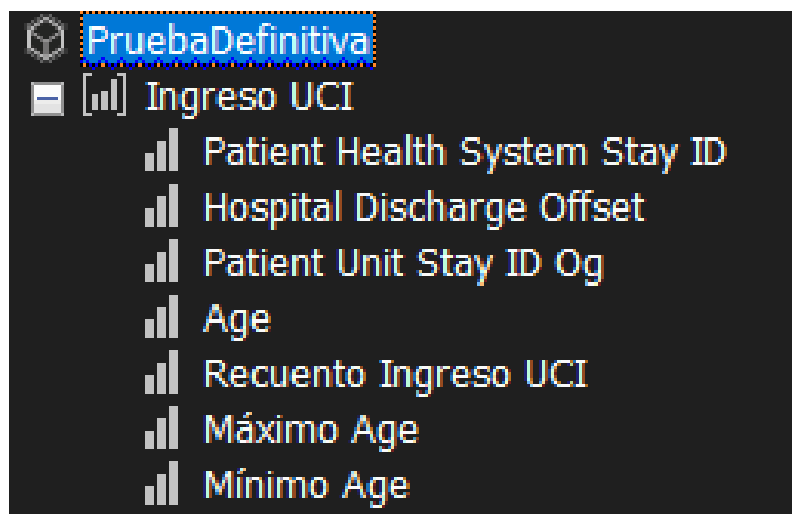 PruebaDefinitiva
Ingreso UCI
Patient Health System Stay ID
Hospital Discharge Offset
Patient Unit Stay ID Og
Age
Recuento Ingreso UCI
Máximo Age
Mínimo Age